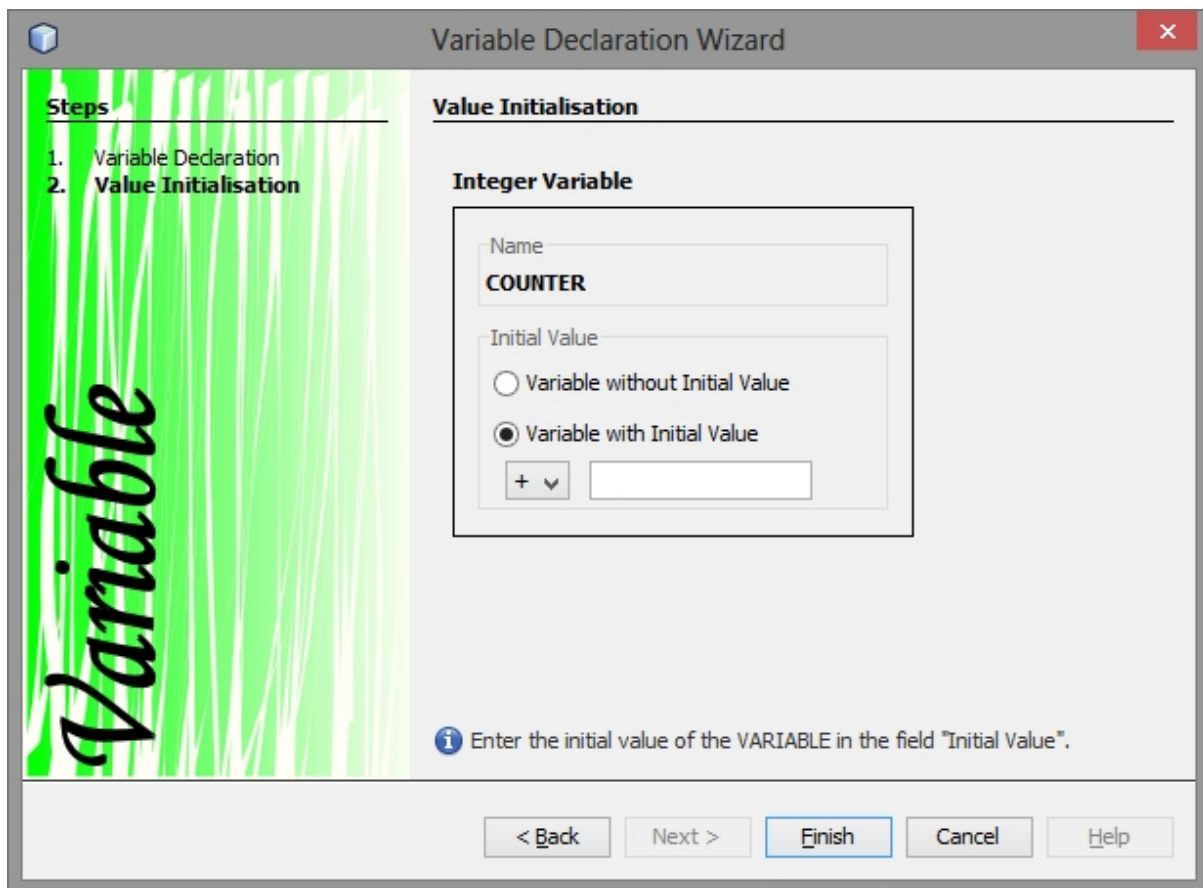 Variable Declaration Wizard
Steps
1. Variable Declaration
2. Value Initialisation
Variable
Value Initialisation
Integer Variable
Name
COUNTER
Initial Value
Variable without Initial Value
Variable with Initial Value
+
Enter the initial value of the VARIABLE in the field "Initial Value".
< Back Next > Finish Cancel Help